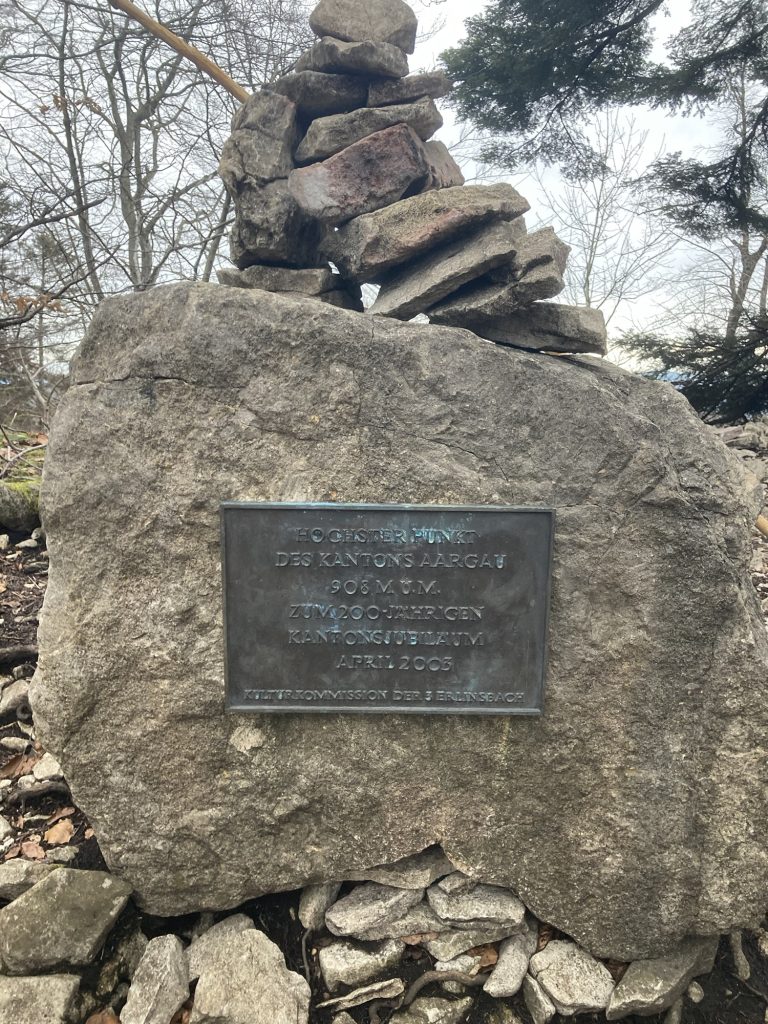 HÖCHSTER PUNKT
DES KANTONS AARGAU
908 M. Ü. M.
ZUM 200-JÄHRIGEN
KANTONSJUBILÄUM
APRIL 2003
KULTURKOMMISSION DER 3 ERLINSBACH